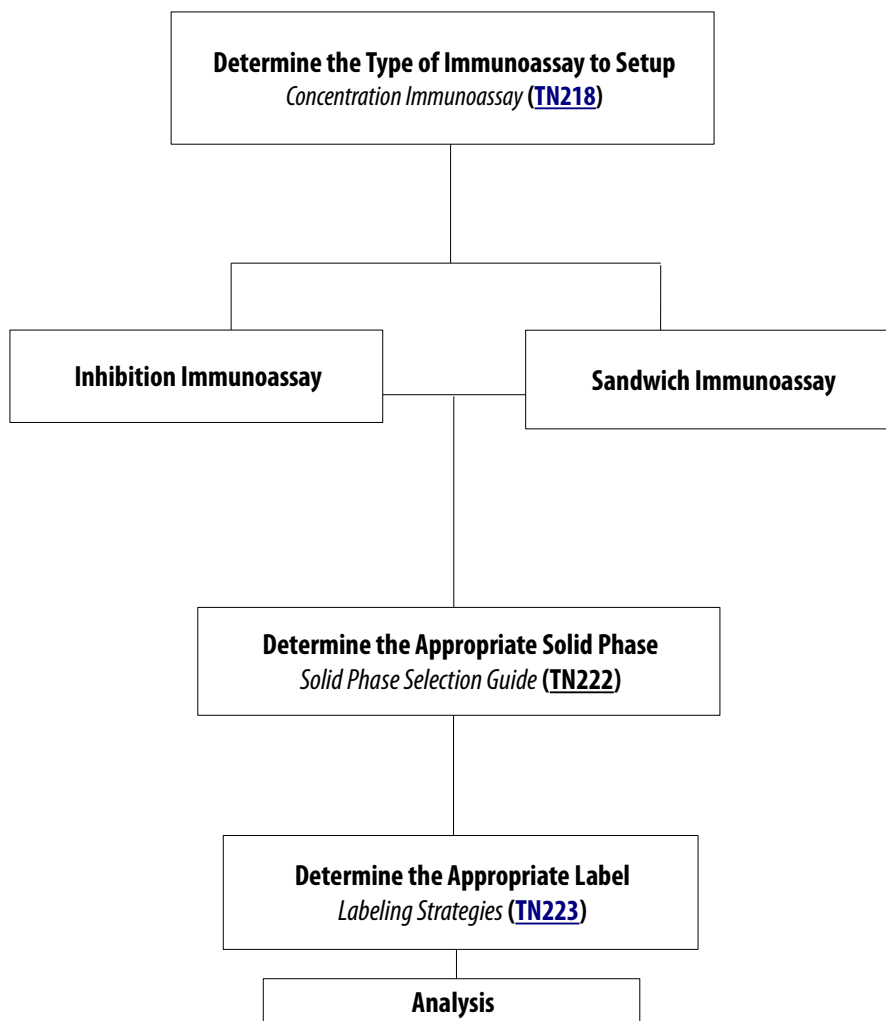 Determine the Type of Immunoassay to Setup
Concentration Immunoassay (TN218)
Inhibition Immunoassay
Sandwich Immunoassay
Determine the Appropriate Solid Phase
Solid Phase Selection Guide (TN222)
Determine the Appropriate Label
Labeling Strategies (TN223)
Analysis